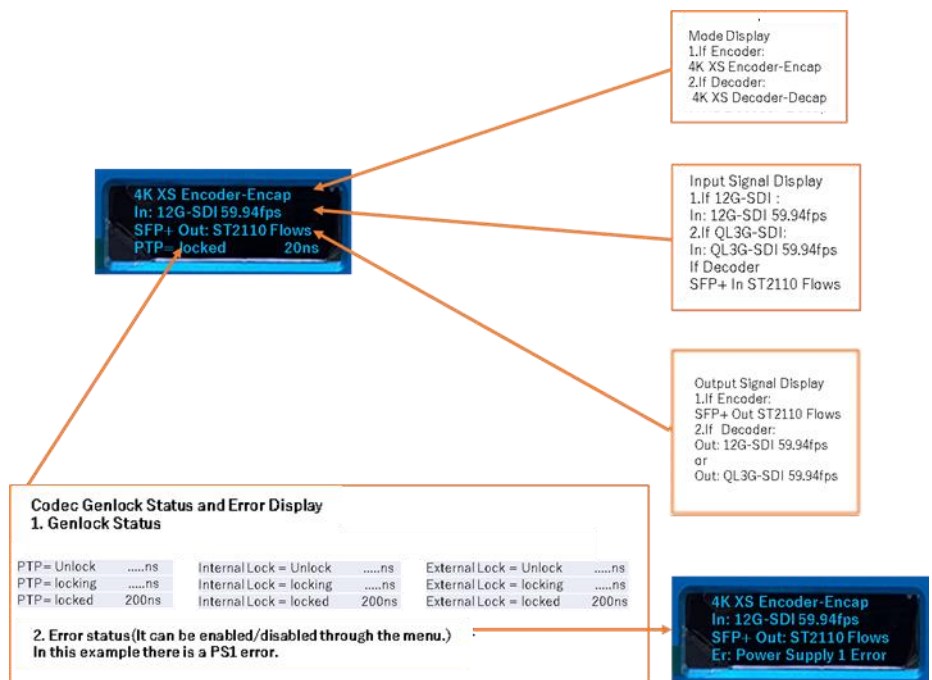 Mode Display
1.If Encoder:
4K XS Encoder-Encap
2.If Decoder:
4K XS Decoder-Decap
4K XS Encoder-Encap
In: 12G-SDI 59.94fps
SFP+ Out: ST2110 Flows
PTP= locked 20ns
Input Signal Display
1.If 12G-SDI :
In: 12G-SDI 59.94fps
2.If QL3G-SDI:
In: QL3G-SDI 59.94fps
If Decoder
SFP+ In ST2110 Flows
Output Signal Display
1.If Encoder:
SFP+ Out ST2110 Flows
2.If Decoder:
Out: 12G-SDI 59.94fps
or
Out: QL3G-SDI 59.94fps
Codec Genlock Status and Error Display
1. Genlock Status
PTP= Unlock .....ns Internal Lock = Unlock .....ns External Lock = Unlock .....ns
PTP= locking .....ns Internal Lock = locking .....ns External Lock = locking .....ns
PTP= locked 200ns Internal Lock = locked 200ns External Lock = locked 200ns
2. Error status(It can be enabled/disabled through the menu.)
In this example there is a PS1 error.
4K XS Encoder-Encap
In: 12G-SDI 59.94fps
SFP+ Out: ST2110 Flows
Er: Power Supply 1 Error